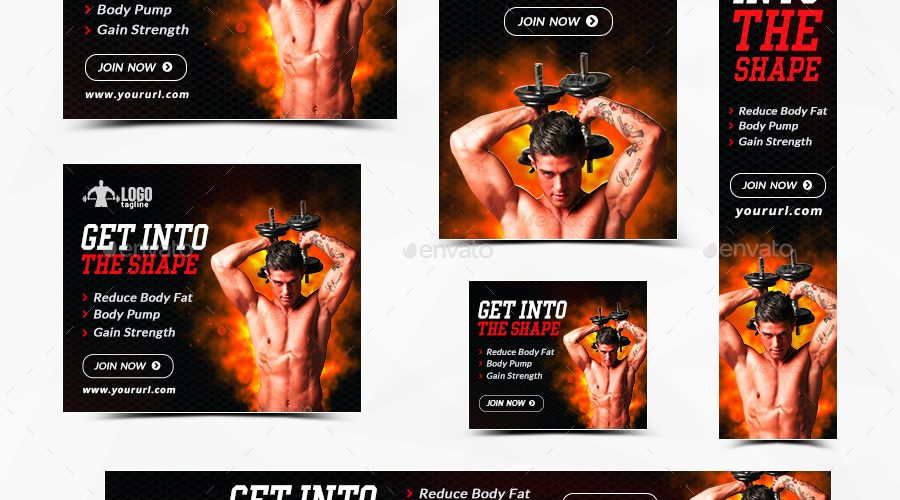 Body Pump
Gain Strength
JOIN NOW
www.yoururl.com
JOIN NOW
INTO
THE
SHAPE
Reduce Body Fat
Body Pump
Gain Strength
JOIN NOW
yoururl.com
LOGO
tagline
GET INTO
THE SHAPE
Reduce Body Fat
Body Pump
Gain Strength
JOIN NOW
www.yoururl.com
GET INTO
THE SHAPE
Reduce Body Fat
Body Pump
Gain Strength
JOIN NOW
GET INTO
Reduce Body Fat
envato
envato
envato